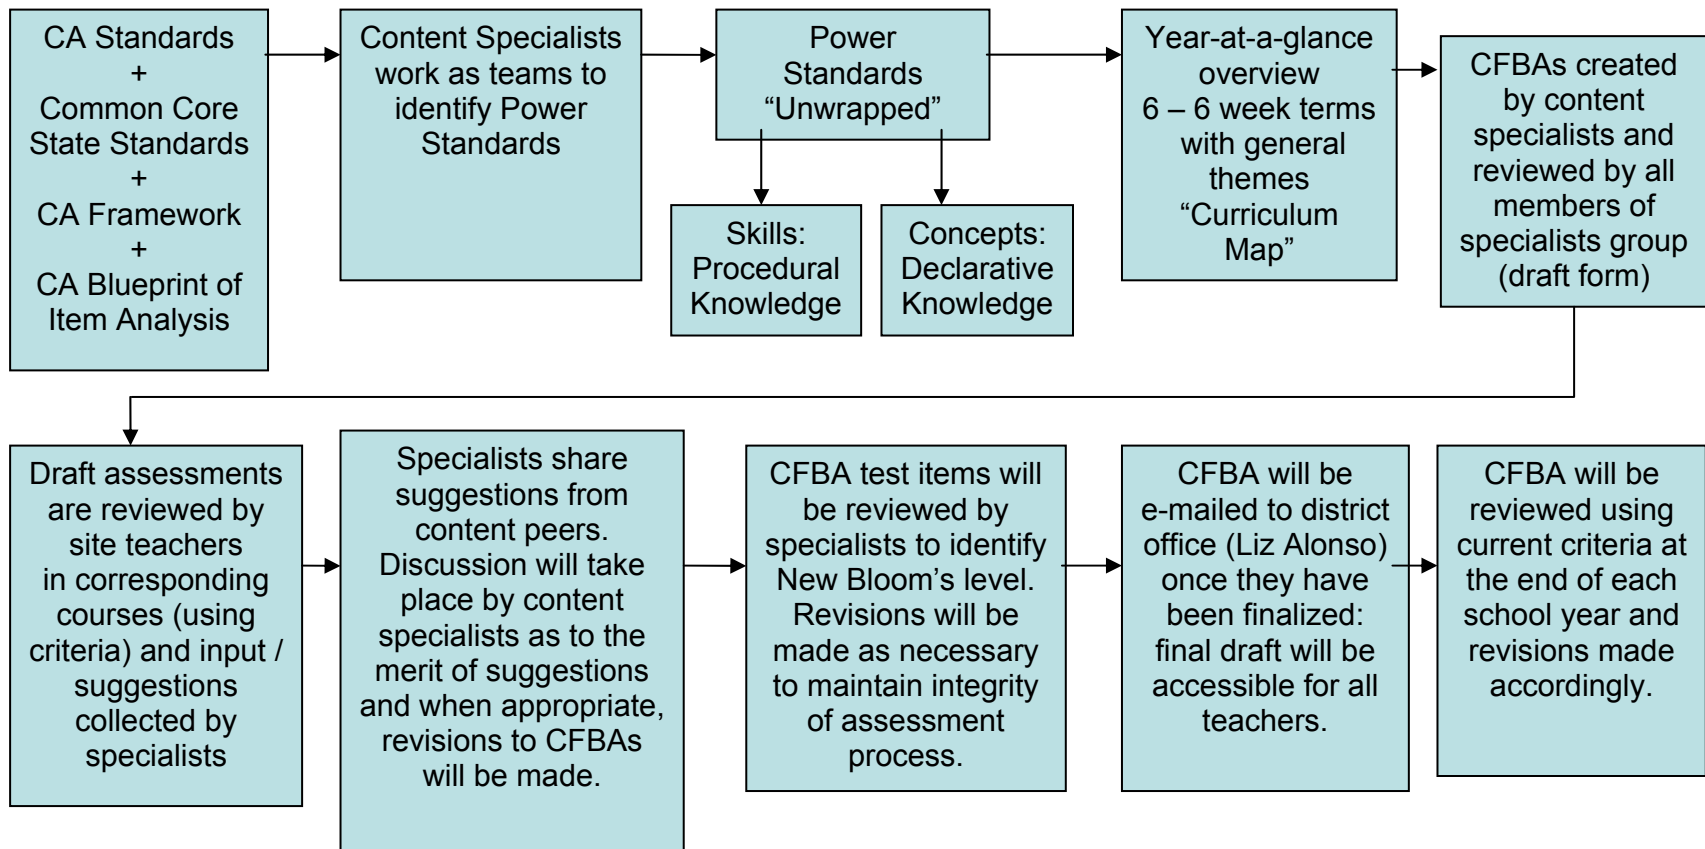 CA Standards
+
Common Core
State Standards
+
CA Framework
+
CA Blueprint of
Item Analysis
Content Specialists
work as teams to
identify Power
Standards
Power
Standards
“Unwrapped”
Skills:
Procedural
Knowledge
Concepts:
Declarative
Knowledge
Year-at-a-glance
overview
6 – 6 week terms
with general
themes
“Curriculum
Map”
CFBAs created
by content
specialists and
reviewed by all
members of
specialists group
(draft form)
Draft assessments
are reviewed by
site teachers
in corresponding
courses (using
criteria) and input /
suggestions
collected by
specialists
Specialists share
suggestions from
content peers.
Discussion will take
place by content
specialists as to the
merit of suggestions
and when appropriate,
revisions to CFBAs
will be made.
CFBA test items will
be reviewed by
specialists to identify
New Bloom’s level.
Revisions will be
made as necessary
to maintain integrity
of assessment
process.
CFBA will be
e-mailed to district
office (Liz Alonso)
once they have
been finalized:
final draft will be
accessible for all
teachers.
CFBA will be
reviewed using
current criteria at
the end of each
school year and
revisions made
accordingly.